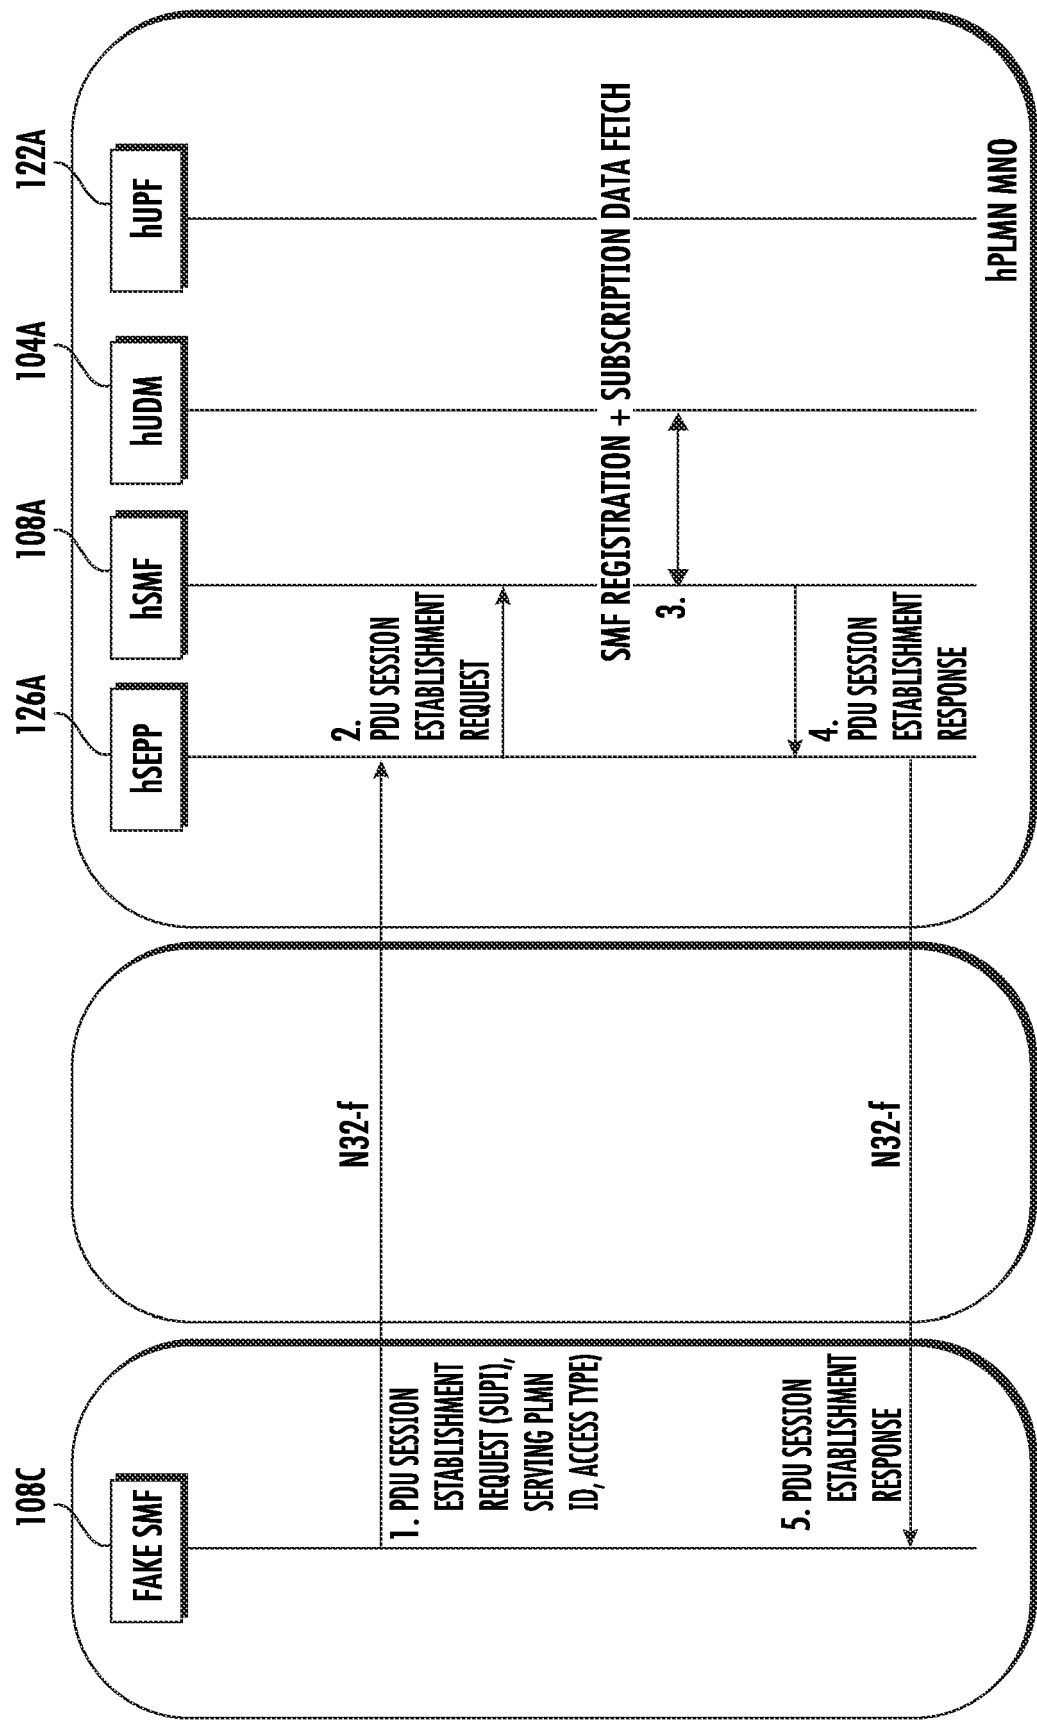 108C
FAKE SMF
126A
hSEPP
108A
hSMF
104A
hUDM
122A
hUPF
1. PDU SESSION
ESTABLISHMENT
REQUEST (SUPI),
SERVING PLMN
ID, ACCESS TYPE)
N32-f
2.
PDU SESSION
ESTABLISHMENT
REQUEST
SMF REGISTRATION + SUBSCRIPTION DATA FETCH
3.
4.
PDU SESSION
ESTABLISHMENT
RESPONSE
5. PDU SESSION
ESTABLISHMENT
RESPONSE
N32-f
hPLMN MNO